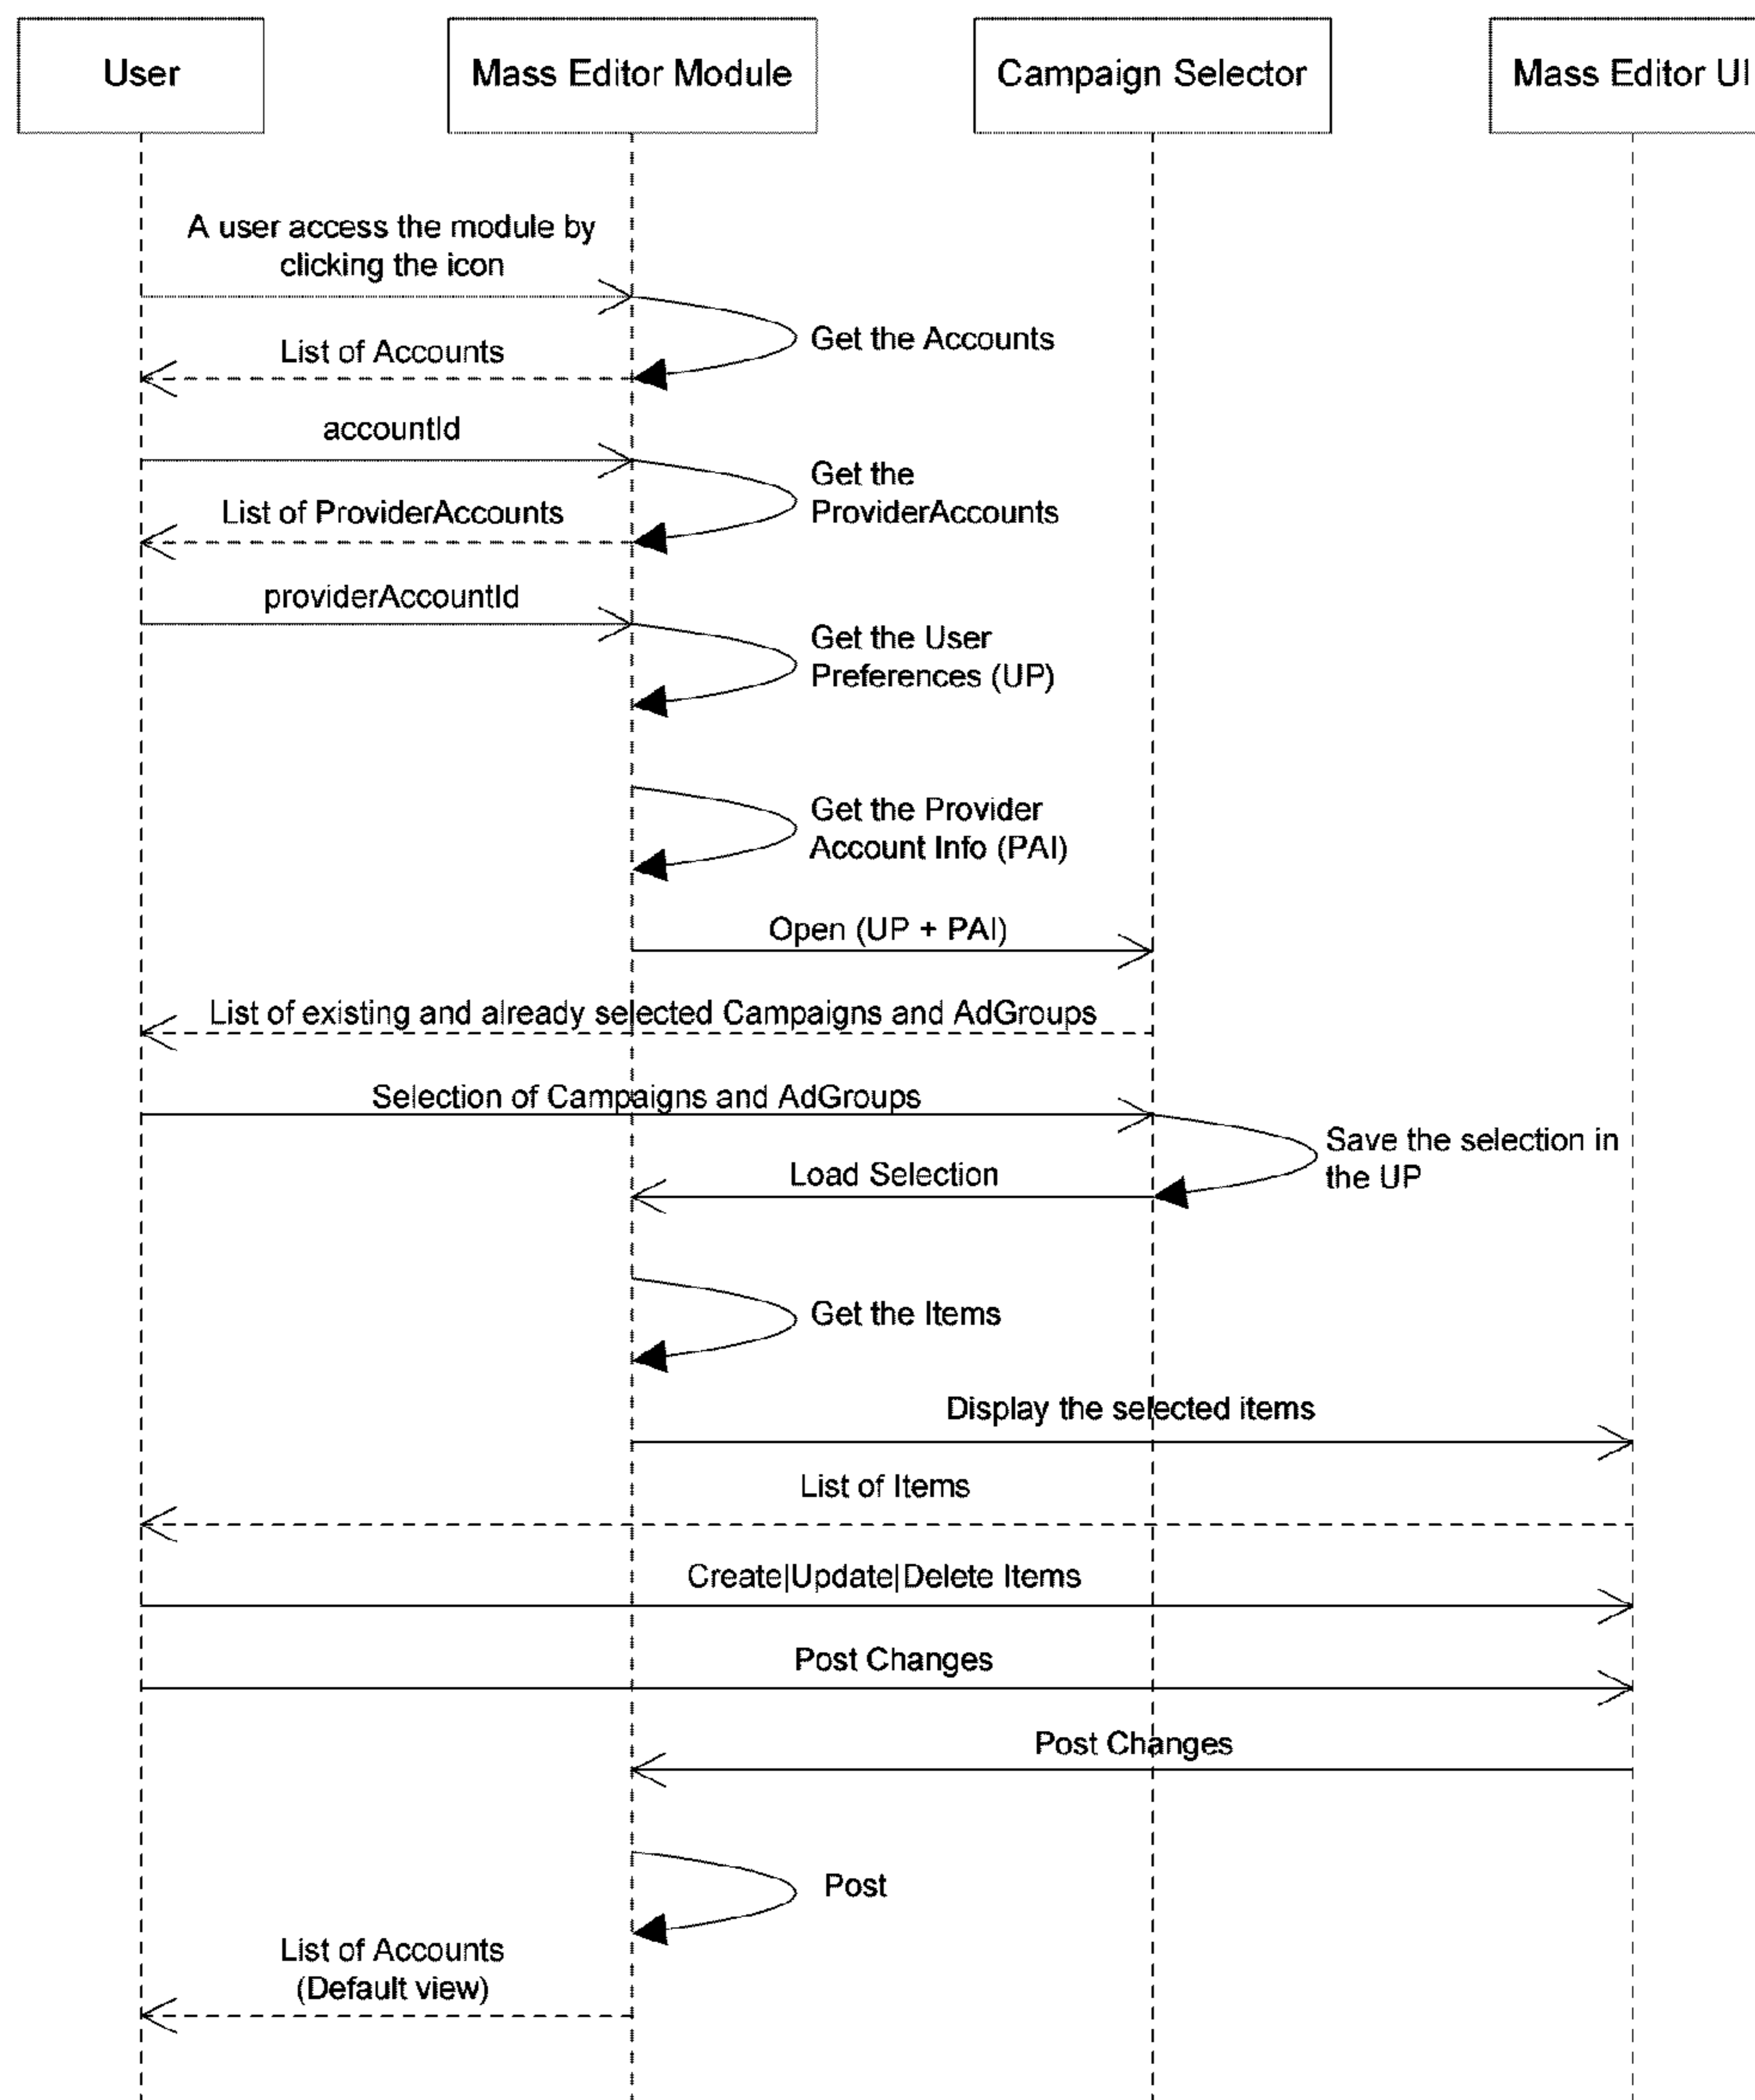 User
Mass Editor Module
Campaign Selector
Mass Editor UI
A user access the module by
clicking the icon
Get the Accounts
List of Accounts
accountId
Get the
ProviderAccounts
List of ProviderAccounts
providerAccountId
Get the User
Preferences (UP)
Get the Provider
Account Info (PAI)
Open (UP + PAI)
List of existing and already selected Campaigns and AdGroups
Selection of Campaigns and AdGroups
Save the selection in
the UP
Load Selection
Get the Items
Display the selected items
List of Items
Create|Update|Delete Items
Post Changes
Post Changes
Post
List of Accounts
(Default view)